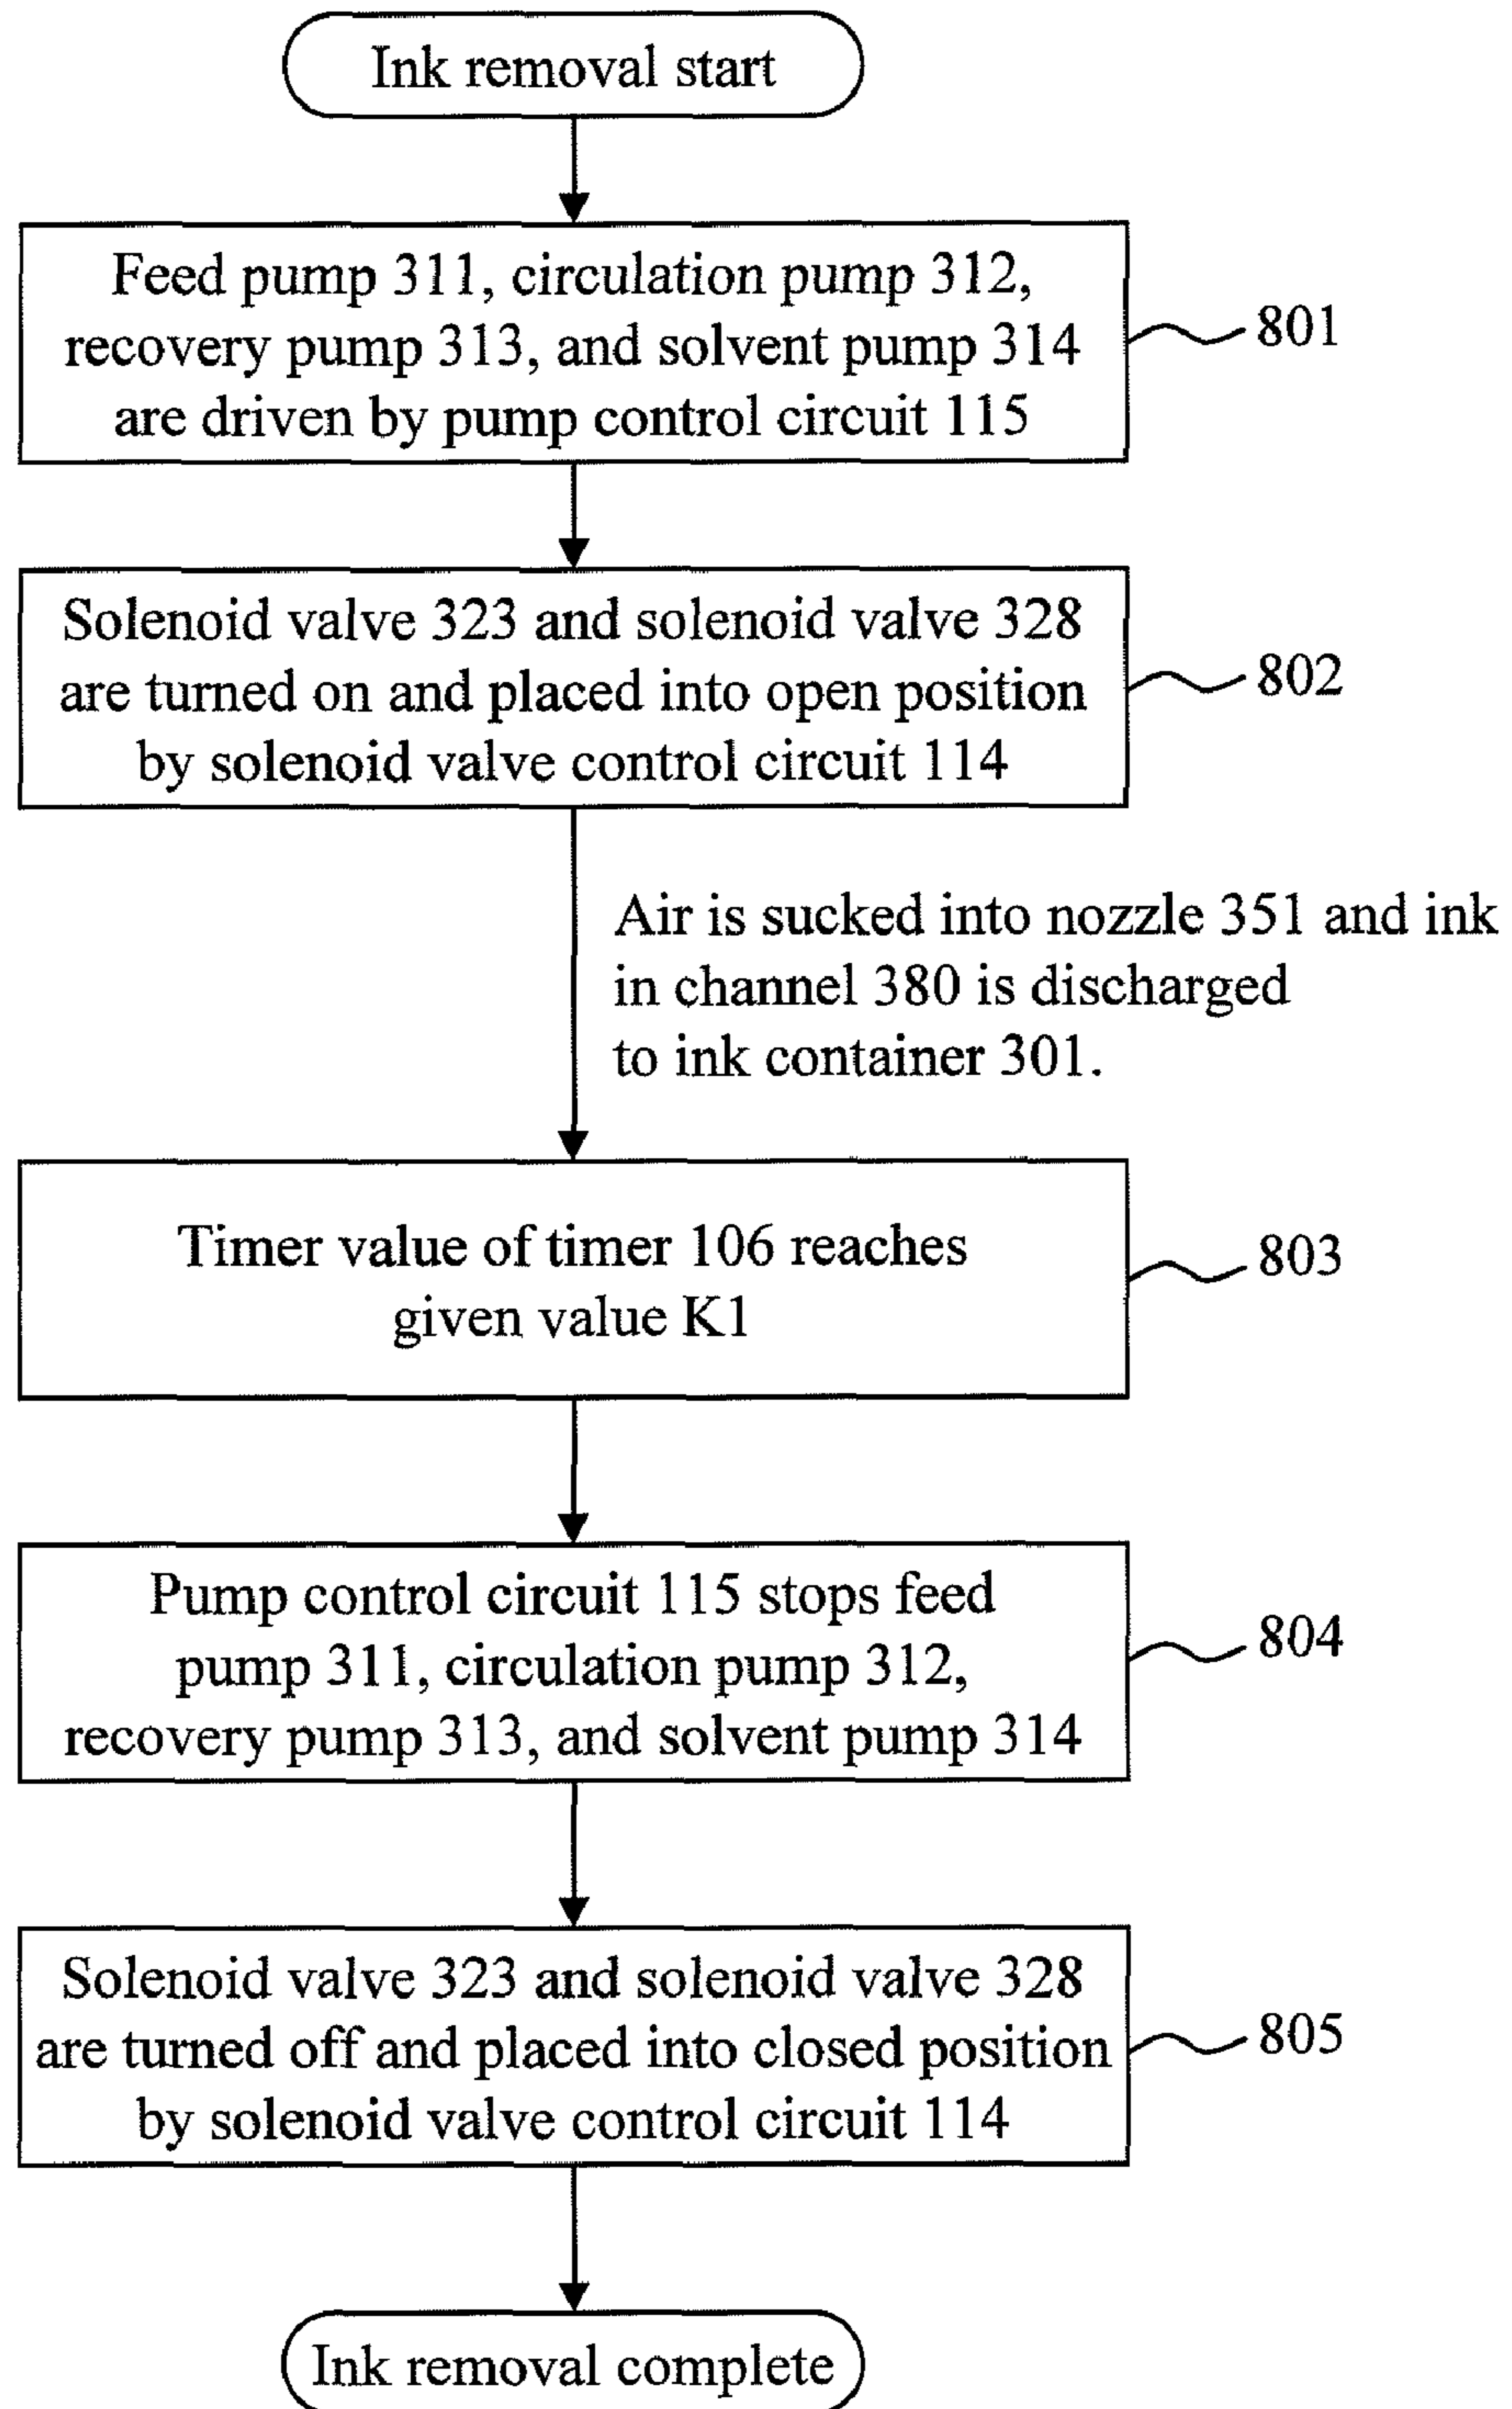 Ink removal start
Feed pump 311, circulation pump 312,
recovery pump 313, and solvent pump 314
are driven by pump control circuit 115
801
Solenoid valve 323 and solenoid valve 328
are turned on and placed into open position
by solenoid valve control circuit 114
802
Air is sucked into nozzle 351 and ink
in channel 380 is discharged
to ink container 301.
Timer value of timer 106 reaches
given value K1
803
Pump control circuit 115 stops feed
pump 311, circulation pump 312,
recovery pump 313, and solvent pump 314
804
Solenoid valve 323 and solenoid valve 328
are turned off and placed into closed position
by solenoid valve control circuit 114
805
Ink removal complete